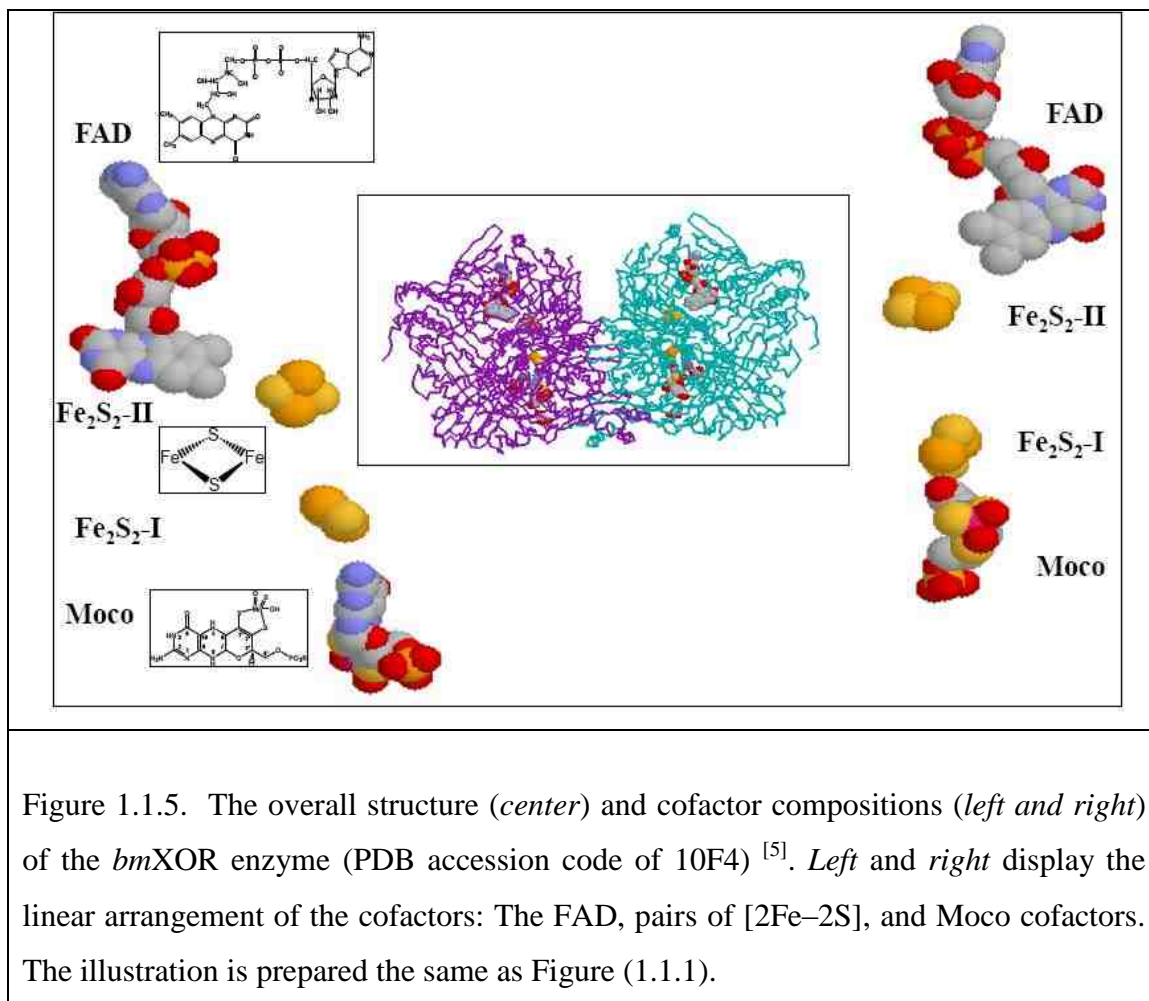 FAD
FAD
Fe₂S₂-II
Fe₂S₂-II
Fe
S
Fe
S
Fe₂S₂-I
Fe₂S₂-I
Moco
Moco
Figure 1.1.5. The overall structure (center) and cofactor compositions (left and right)
of the bmXOR enzyme (PDB accession code of 10F4) [5]. Left and right display the
linear arrangement of the cofactors: The FAD, pairs of [2Fe–2S], and Moco cofactors.
The illustration is prepared the same as Figure (1.1.1).